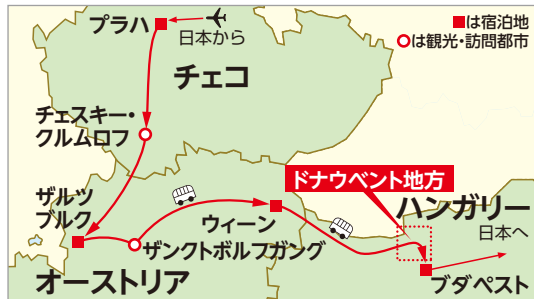 プラハ
日本から
■は宿泊地
○は観光・訪問都市
チェコ
チェスキー・
クルムロフ
ザルツ
ブルク
ドナウベント地方
ウィーン
ハンガリー
日本へ
ザンクトボルフガング
オーストリア
ブダペスト